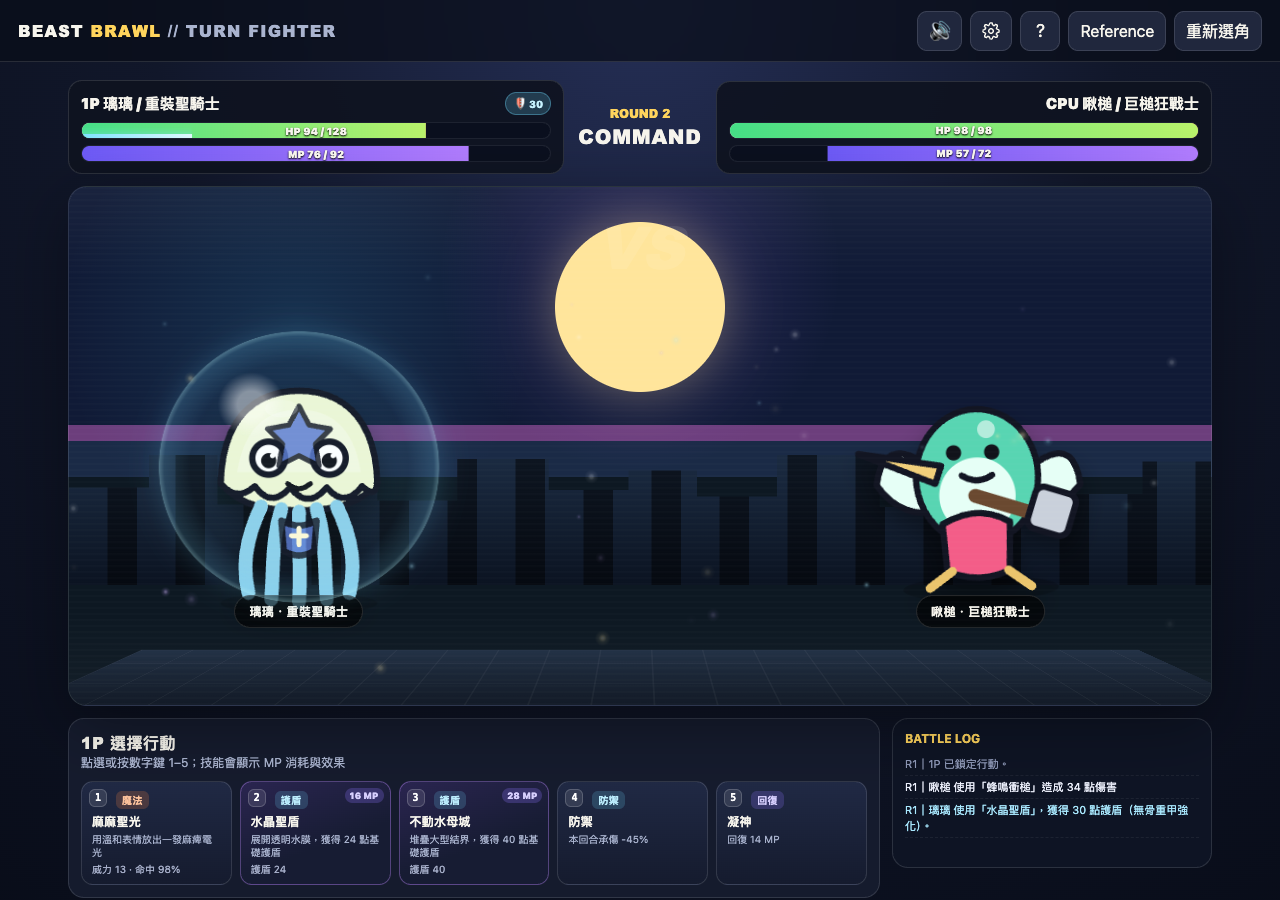 BEAST BRAWL // TURN FIGHTER
?
Reference
重新選角
1P 璃璃 / 重裝聖騎士
30
HP 94 / 128
MP 76 / 92
ROUND 2
COMMAND
CPU 啾槌 / 巨槌狂戰士
HP 98 / 98
MP 57 / 72
VS
璃璃 · 重裝聖騎士
啾槌 · 巨槌狂戰士
1P 選擇行動
點選或按數字鍵 1–5；技能會顯示 MP 消耗與效果
1 魔法
麻麻聖光
用溫和表情放出一發麻痺電
光
威力 13 · 命中 98%
2 護盾 16 MP
水晶聖盾
展開透明水膜，獲得 24 點基
礎護盾
護盾 24
3 護盾 28 MP
不動水母城
堆疊大型結界，獲得 40 點基
礎護盾
護盾 40
4 防禦
防禦
本回合承傷 -45%
5 回復
凝神
回復 14 MP
BATTLE LOG
R1｜1P 已鎖定行動。
R1｜啾槌 使用「蜂鳴衝槌」造成 34 點傷害
R1｜璃璃 使用「水晶聖盾」，獲得 30 點護盾（無骨重甲強
化）。